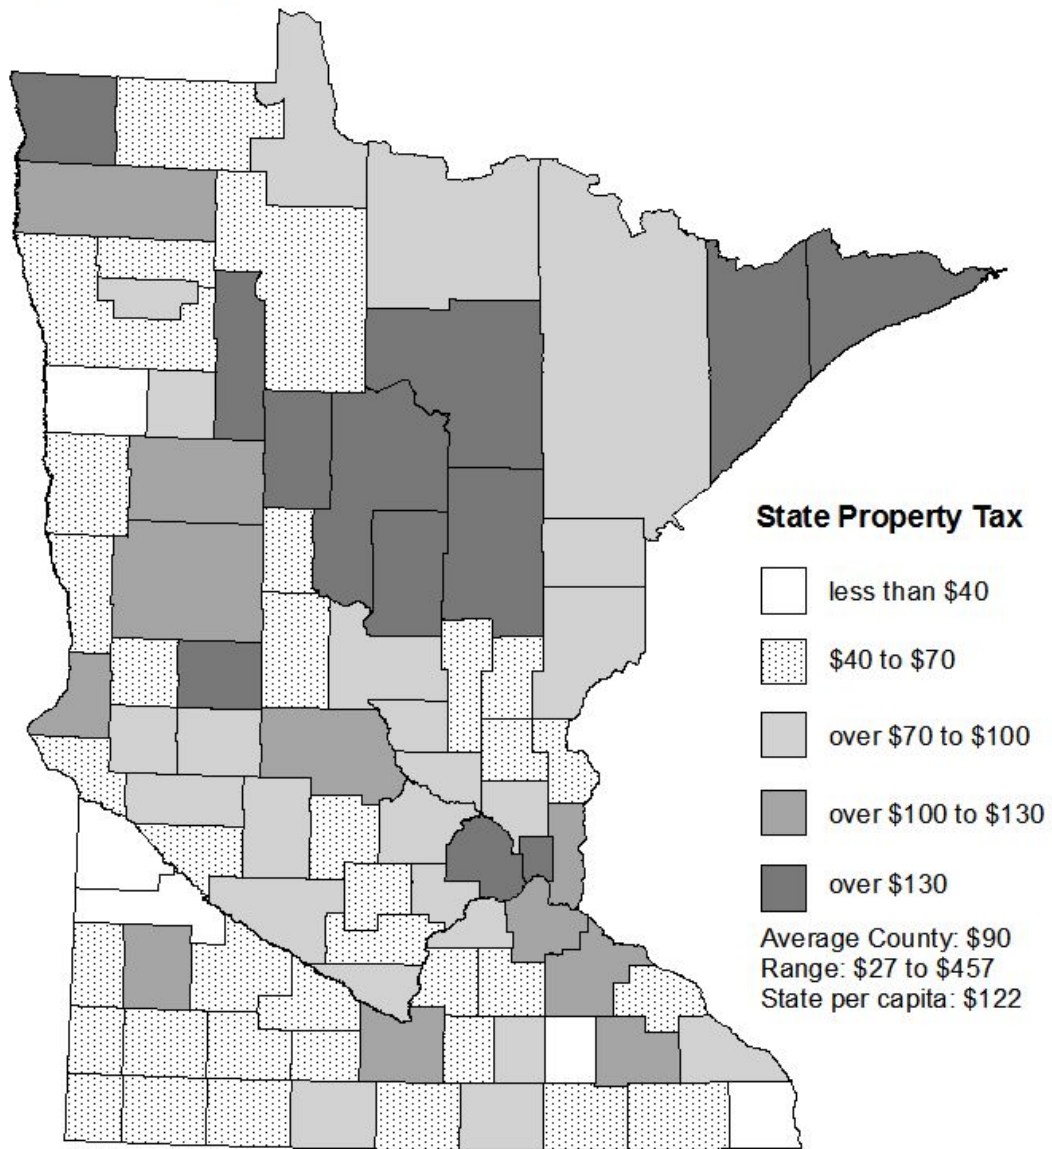 State Property Tax
less than $40
$40 to $70
over $70 to $100
over $100 to $130
over $130
Average County: $90
Range: $27 to $457
State per capita: $122